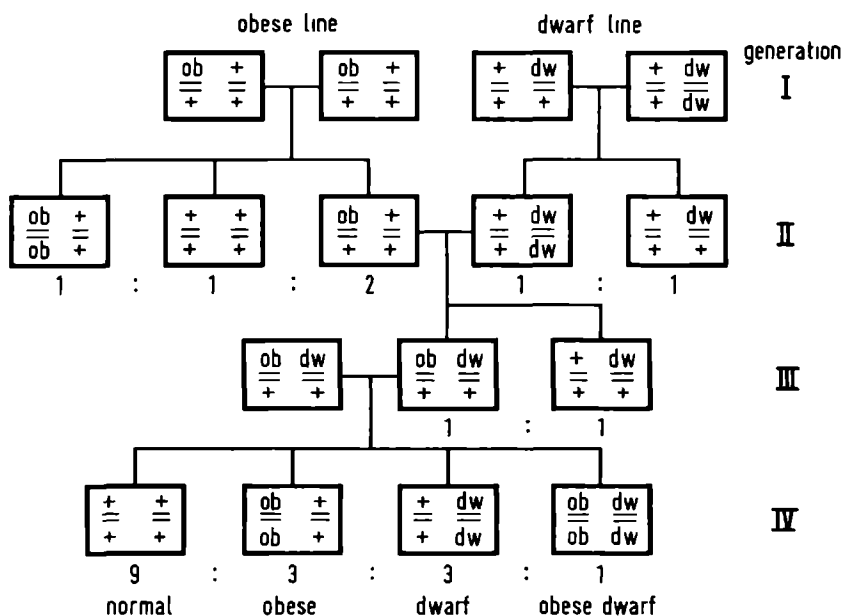 obese line dwarf line
generation
ob + ob + + dw + dw
+ + + + + + + dw
I
ob + + + ob + + dw + dw
ob + + + + + + dw + +
II
1 : 1 : 2 1 : 1
ob dw ob dw + dw
+ + + + + +
III
1 : 1
+ + ob + + dw ob dw
+ + ob + + dw ob dw
IV
9 : 3 : 3 : 1
normal obese dwarf obese dwarf